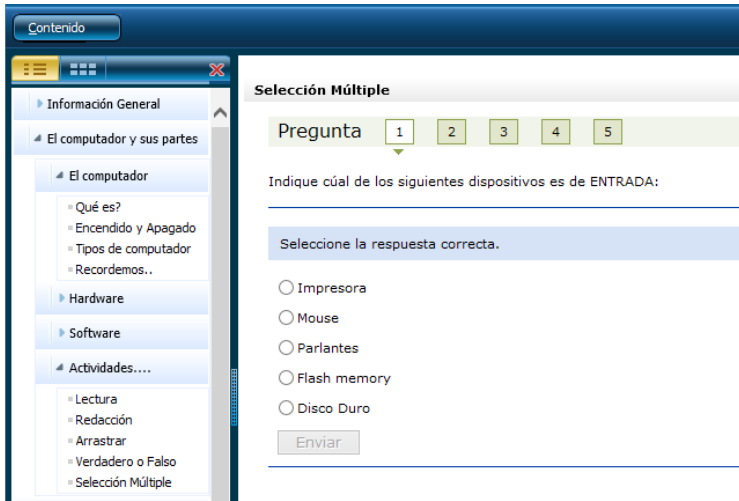 Contenido
Información General
El computador y sus partes
El computador
Qué es?
Encendido y Apagado
Tipos de computador
Recordemos..
Hardware
Software
Actividades....
Lectura
Redacción
Arrastrar
Verdadero o Falso
Selección Múltiple
Selección Múltiple
Pregunta 1 2 3 4 5
Indique cúal de los siguientes dispositivos es de ENTRADA:
Seleccione la respuesta correcta.
Impresora
Mouse
Parlantes
Flash memory
Disco Duro
Enviar